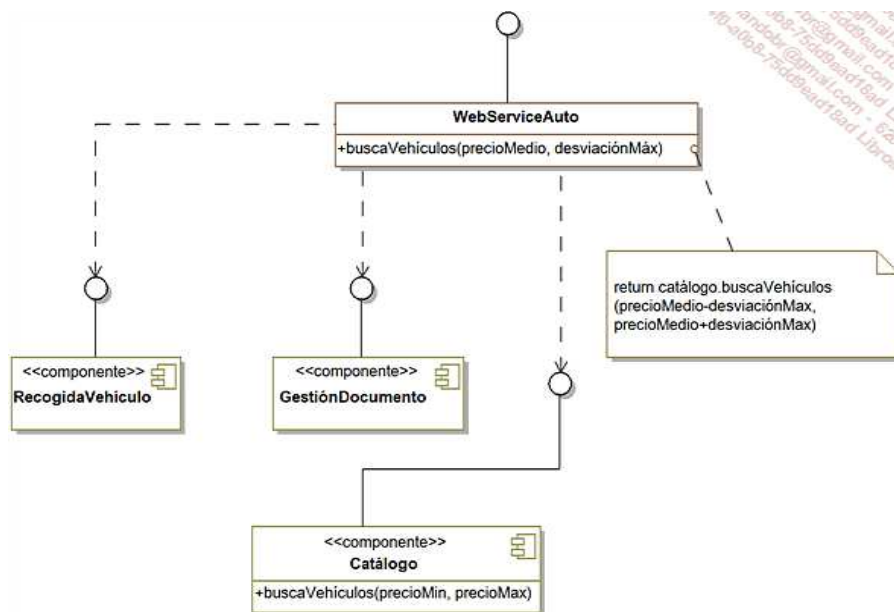 WebServiceAuto
+buscaVehículos(precioMedio, desviaciónMáx)
return catálogo.buscaVehículos
(precioMedio-desviaciónMax,
precioMedio+desviaciónMax)
<<componente>>
RecogidaVehículo
<<componente>>
GestiónDocumento
<<componente>>
Catálogo
+buscaVehículos(precioMin, precioMax)